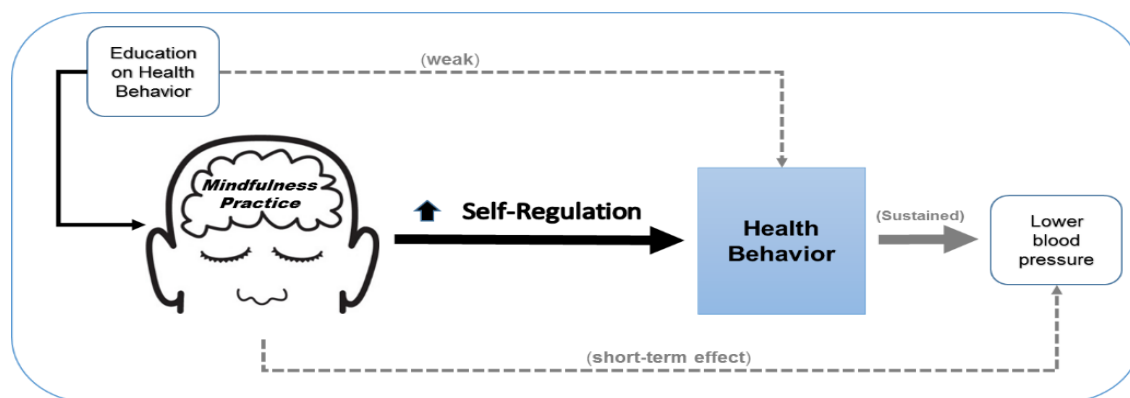 Education
on Health
Behavior
(weak)
Mindfulness
Practice
Self-Regulation
Health
Behavior
(Sustained)
Lower
blood
pressure
(short-term effect)